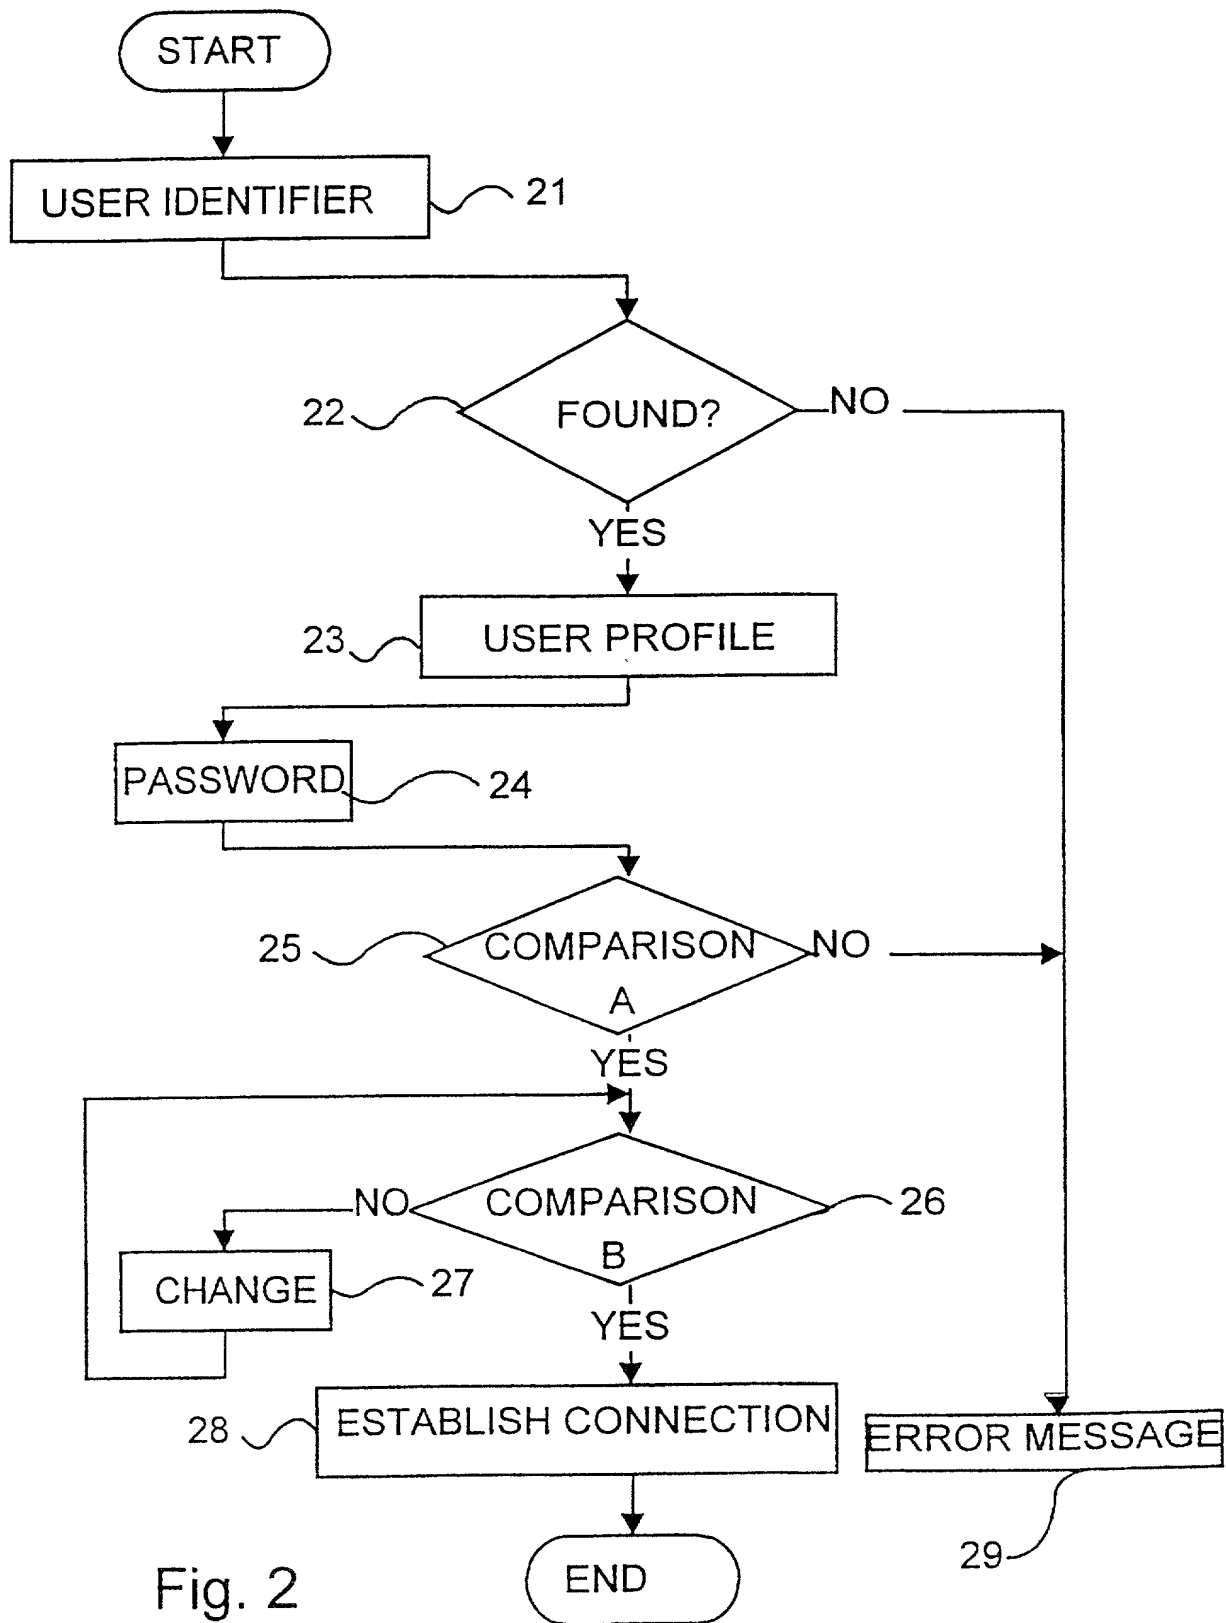 START
USER IDENTIFIER
21
22
FOUND?
NO
YES
23
USER PROFILE
PASSWORD
24
25
COMPARISON
A
NO
YES
NO
COMPARISON
B
26
CHANGE
27
YES
28
ESTABLISH CONNECTION
ERROR MESSAGE
29
END
Fig. 2